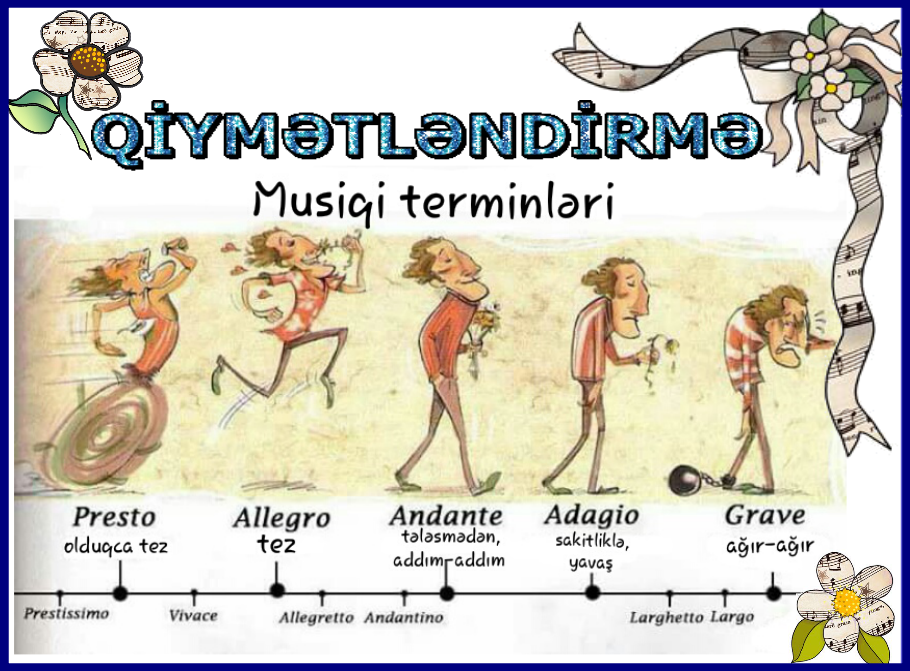 QİYMƏTLƏNDİRMƏ
Musiqi terminləri
Presto Allegro Andante Adagio Grave
olduqca tez tez tələsmədən, sakitliklə, ağır-ağır
addım-addım yavaş
Prestissimo Vivace Allegretto Andantino Larghetto Largo